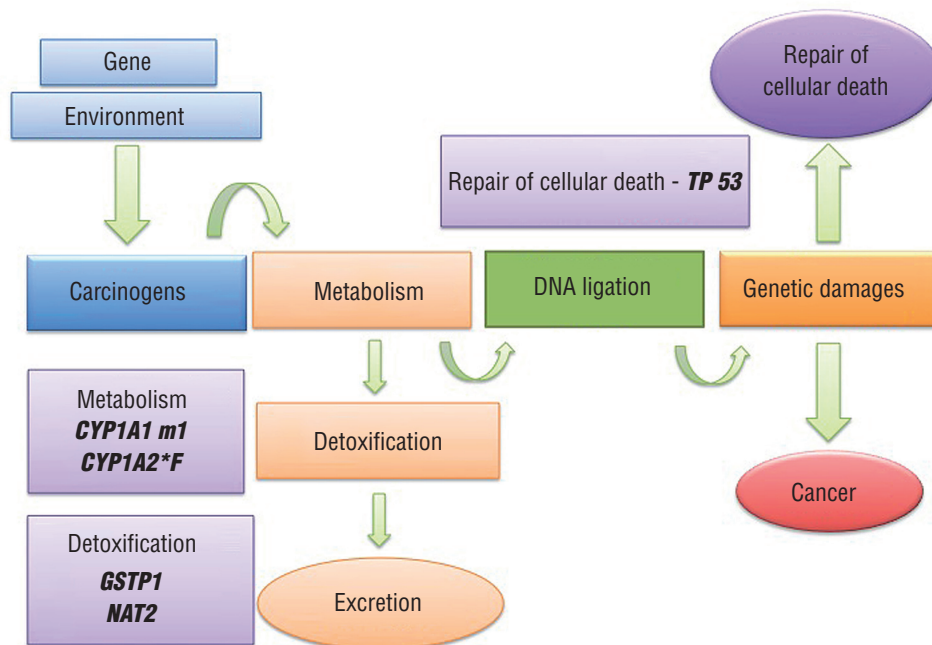 Gene
Environment
Repair of
cellular death
Repair of cellular death - TP 53
Carcinogens
Metabolism
DNA ligation
Genetic damages
Metabolism
CYP1A1 m1
CYP1A2*F
Detoxification
Cancer
Detoxification
GSTP1
NAT2
Excretion